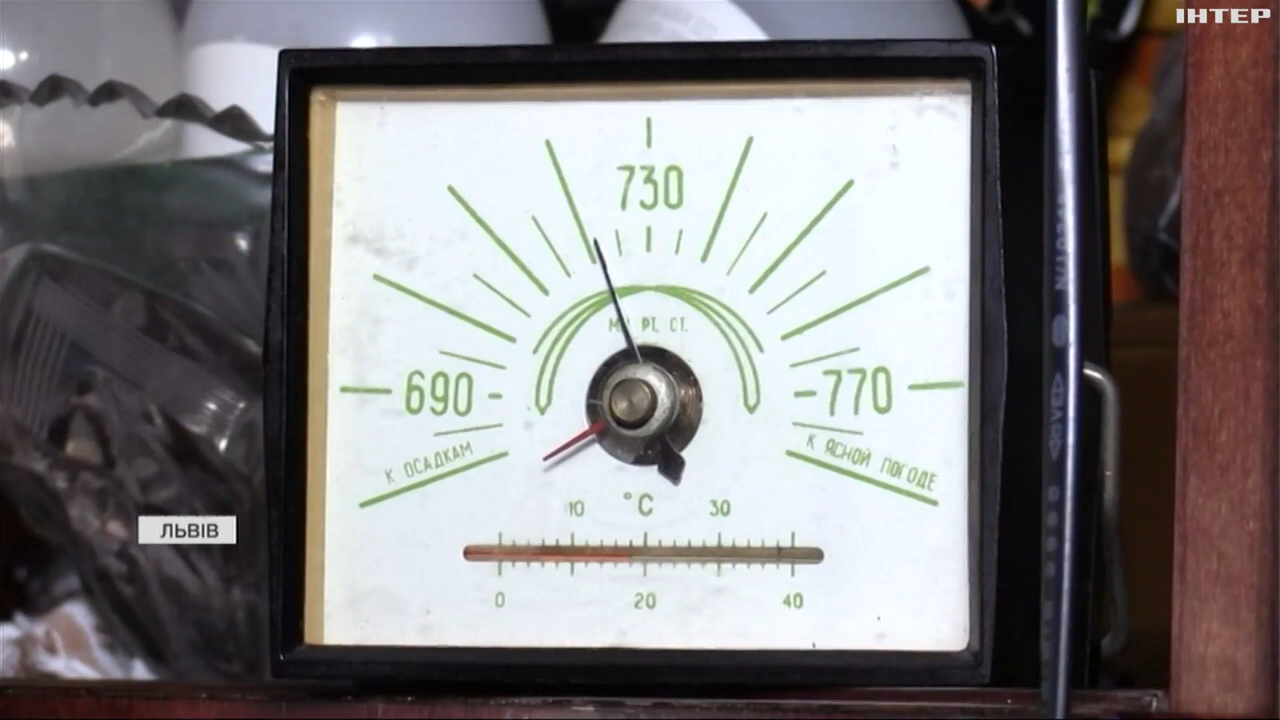 ІНТЕР
730
ММ РТ. СТ.
690
770
К ОСАДКАМ
К ЯСНОЙ ПОГОДЕ
10 °C 30
0 20 40
ЛЬВІВ